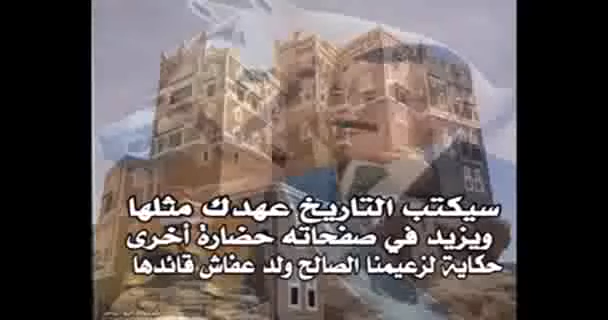 سيكتب التاريخ عهدك مثلها
ويزيد في صفحاته حضارة أخرى
حكاية لزعيمنا الصالح ولد عفاش قائدها